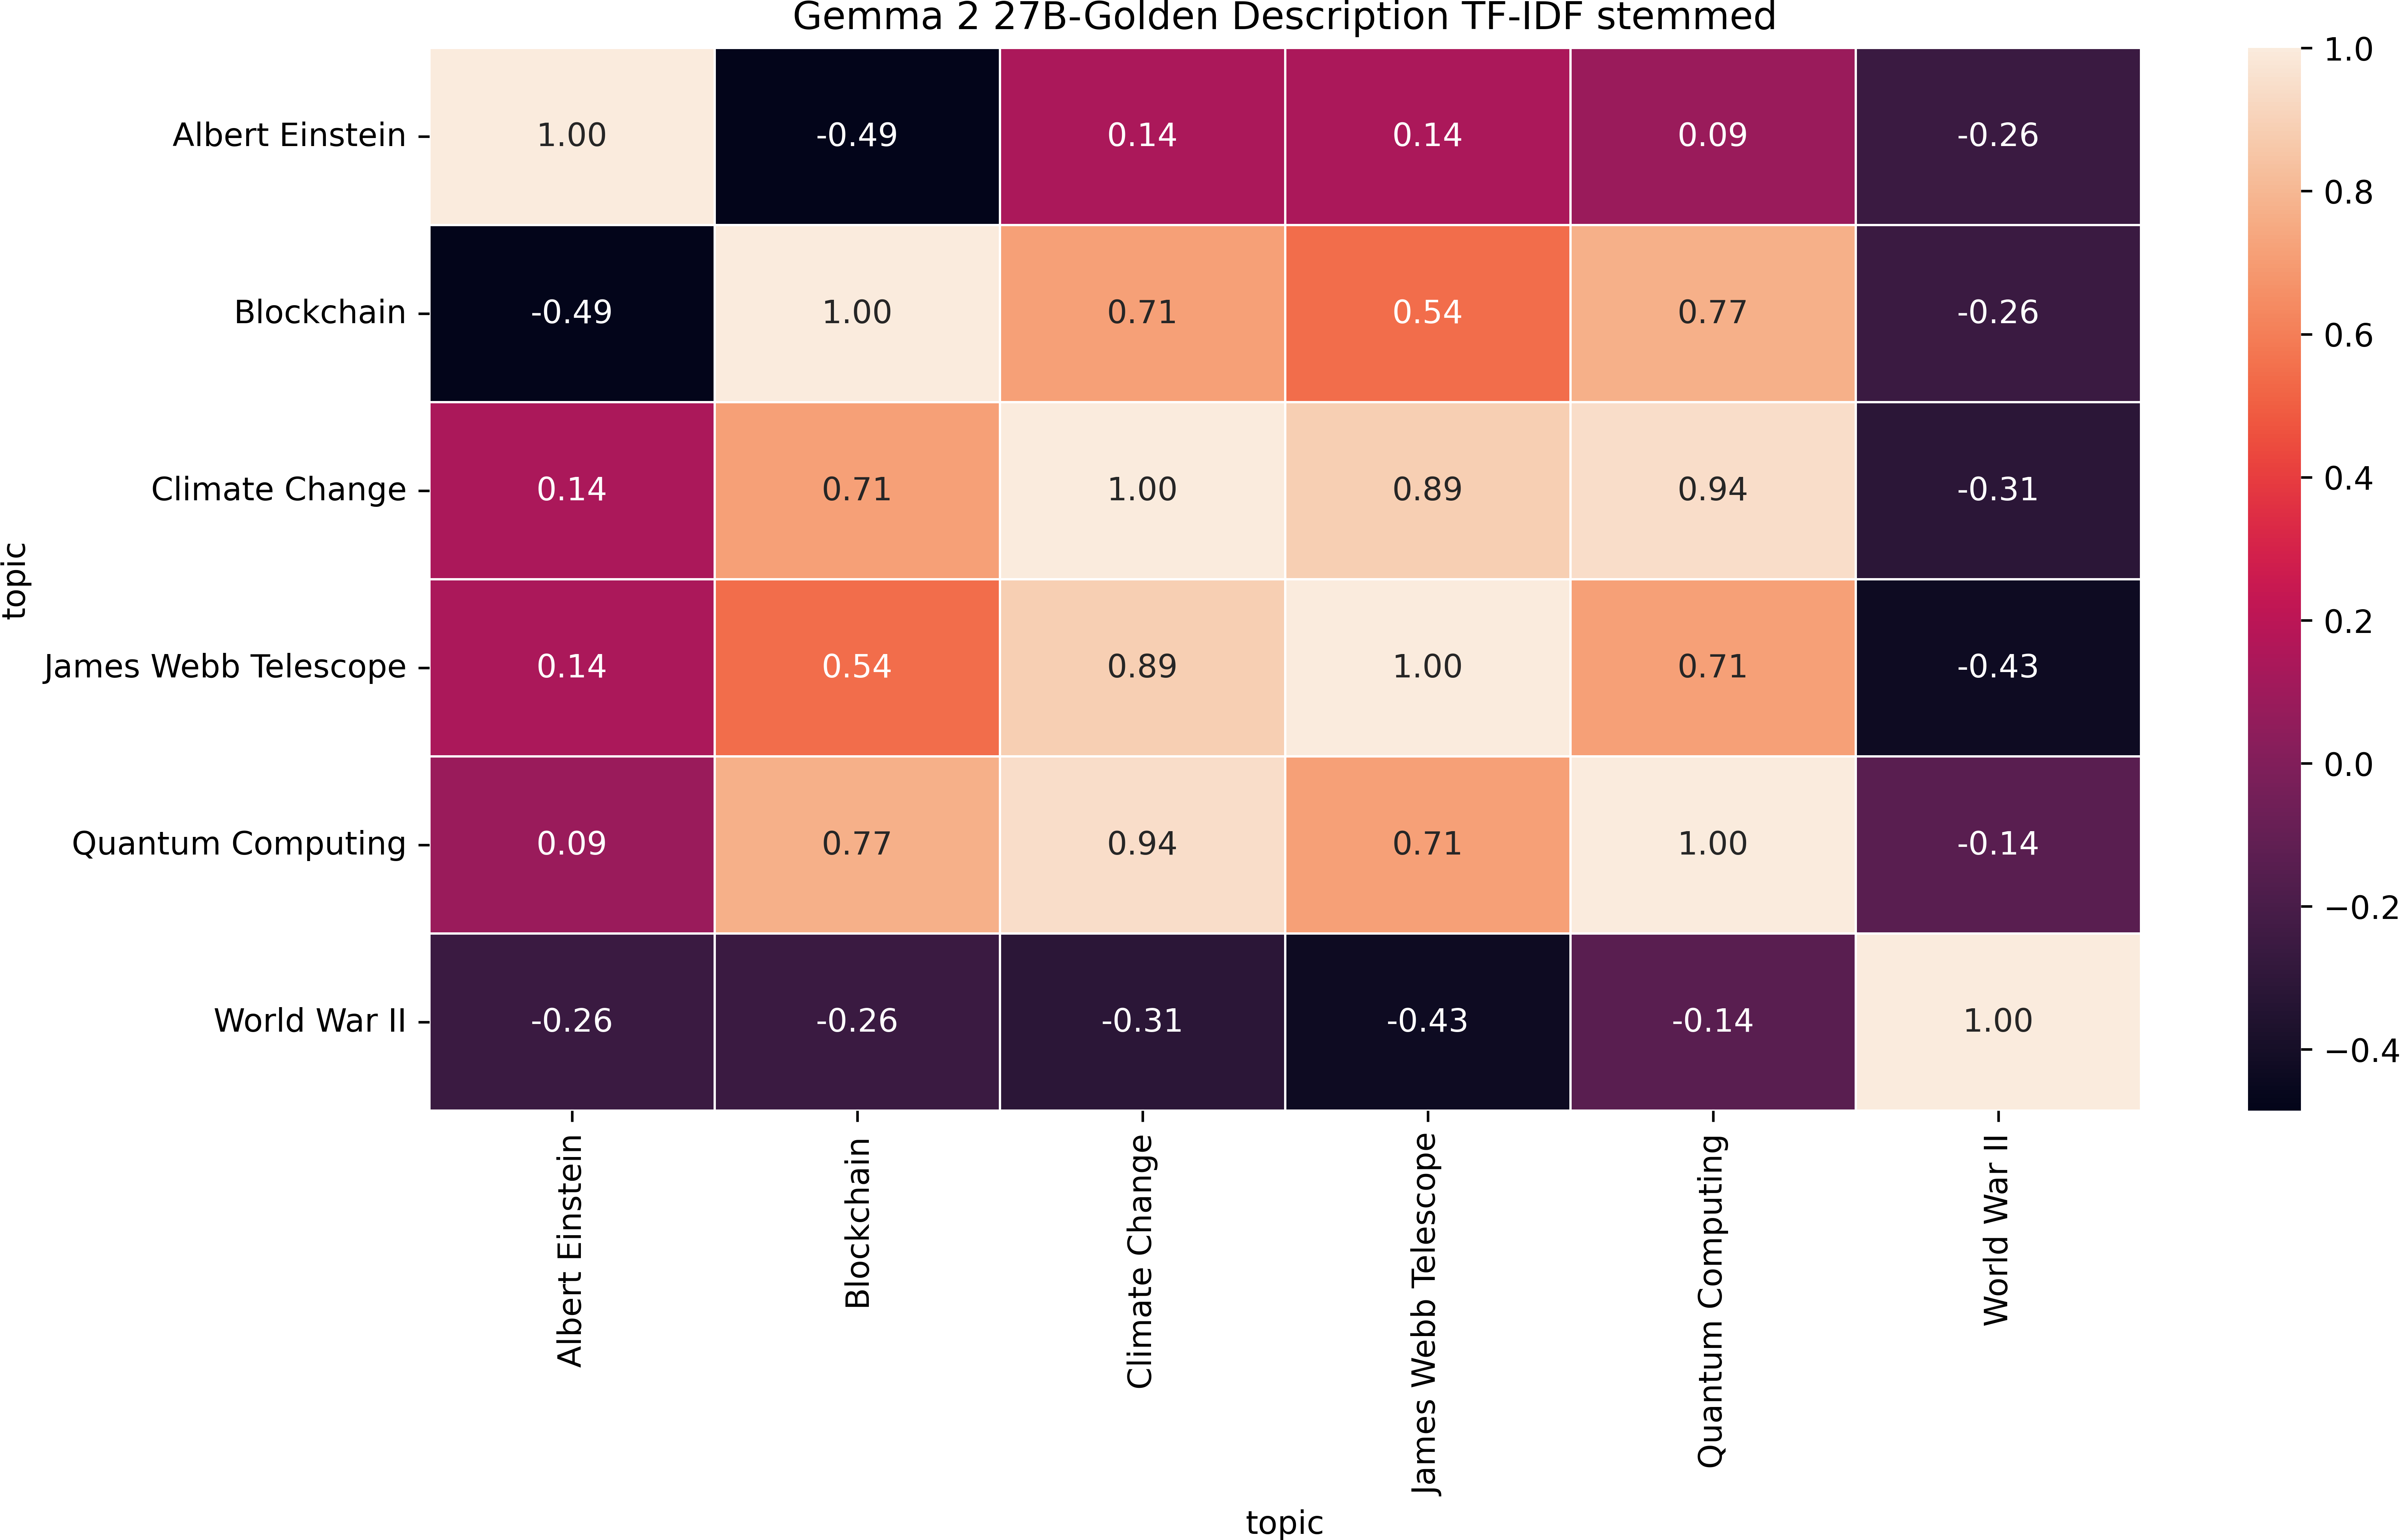 Gemma 2 27B-Golden Description TF-IDF stemmed
topic
Albert Einstein 1.00 -0.49 0.14 0.14 0.09 -0.26
Blockchain -0.49 1.00 0.71 0.54 0.77 -0.26
Climate Change 0.14 0.71 1.00 0.89 0.94 -0.31
James Webb Telescope 0.14 0.54 0.89 1.00 0.71 -0.43
Quantum Computing 0.09 0.77 0.94 0.71 1.00 -0.14
World War II -0.26 -0.26 -0.31 -0.43 -0.14 1.00
Albert Einstein
Blockchain
Climate Change
James Webb Telescope
Quantum Computing
World War II
topic
1.0
0.8
0.6
0.4
0.2
0.0
−0.2
−0.4